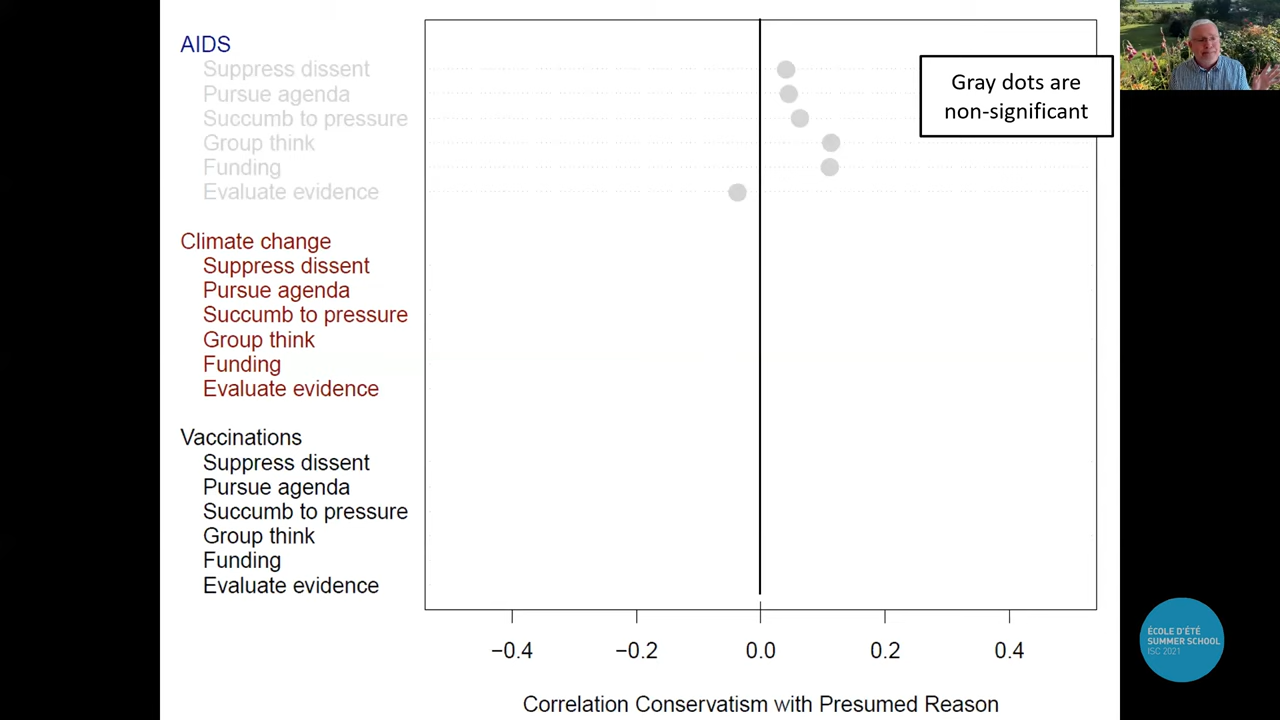 AIDS
Suppress dissent
Pursue agenda
Succumb to pressure
Group think
Funding
Evaluate evidence
Climate change
Suppress dissent
Pursue agenda
Succumb to pressure
Group think
Funding
Evaluate evidence
Vaccinations
Suppress dissent
Pursue agenda
Succumb to pressure
Group think
Funding
Evaluate evidence
Gray dots are
non-significant
−0.4 −0.2 0.0 0.2 0.4
Correlation Conservatism with Presumed Reason
ÉCOLE D'ÉTÉ
SUMMER SCHOOL
ISC 2021